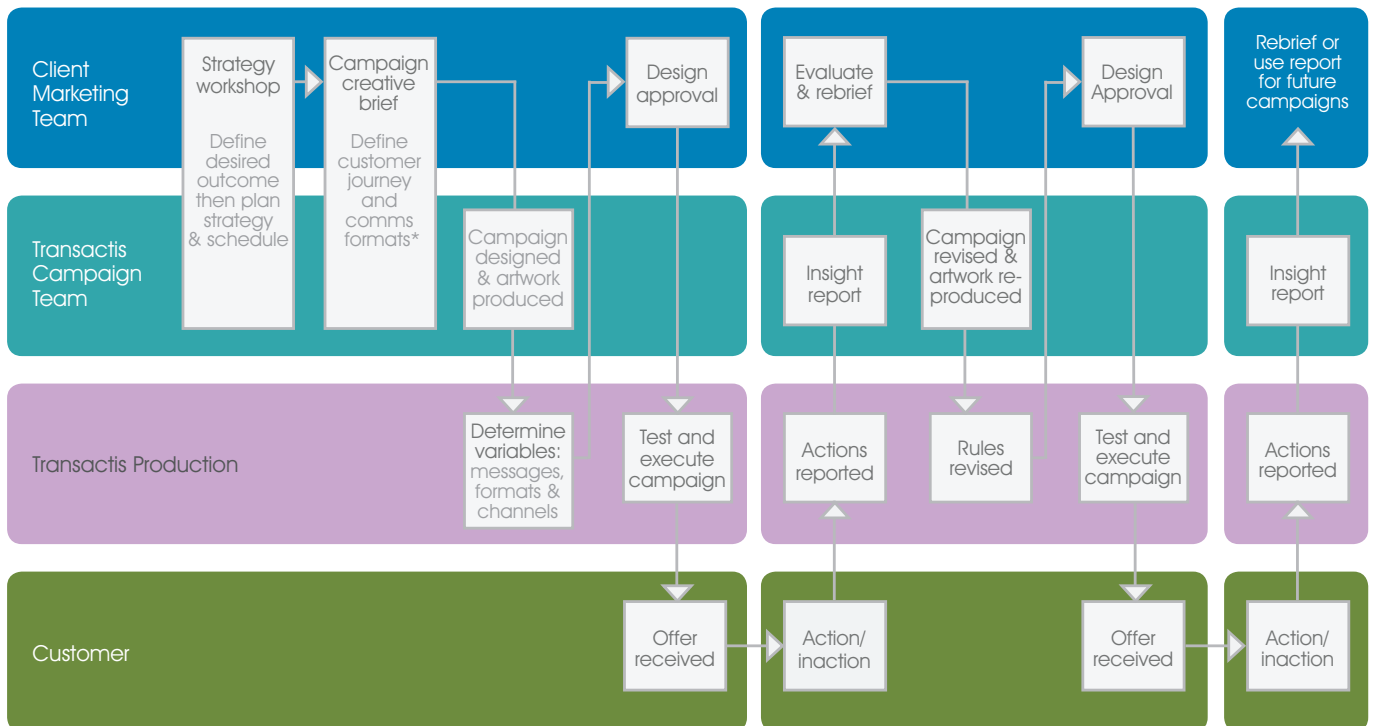 Client
Marketing
Team
Strategy
workshop
Define
desired
outcome
then plan
strategy
& schedule
Campaign
creative
brief
Define
customer
journey
and
comms
formats*
Design
approval
Evaluate
& rebrief
Design
Approval
Rebrief or
use report
for future
campaigns
Transactis
Campaign
Team
Campaign
designed
& artwork
produced
Insight
report
Campaign
revised &
artwork re-
produced
Insight
report
Transactis Production
Determine
variables:
messages,
formats &
channels
Test and
execute
campaign
Actions
reported
Rules
revised
Test and
execute
campaign
Actions
reported
Customer
Offer
received
Action/
inaction
Offer
received
Action/
inaction